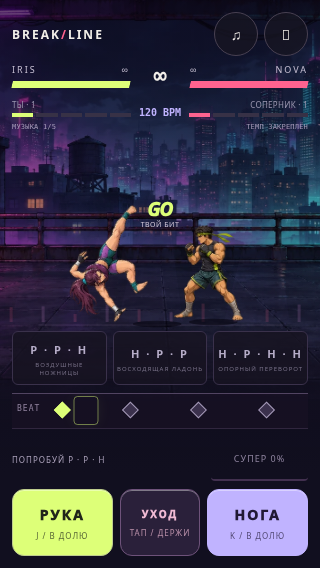 BREAK/LINE
IRIS ∞ ∞ ∞ NOVA
ТЫ · 1 120 BPM СОПЕРНИК · 1
МУЗЫКА 1/5 ТЕМП ЗАКРЕПЛЁН
GO
ТВОЙ БИТ
Р · Р · Н Н · Р · Р Н · Р · Н · Н
ВОЗДУШНЫЕ НОЖНИЦЫ ВОСХОДЯЩАЯ ЛАДОНЬ ОПОРНЫЙ ПЕРЕВОРОТ
BEAT
ПОПРОБУЙ Р · Р · Н СУПЕР 0%
РУКА УХОД НОГА
J / В ДОЛЮ ТАП / ДЕРЖИ K / В ДОЛЮ